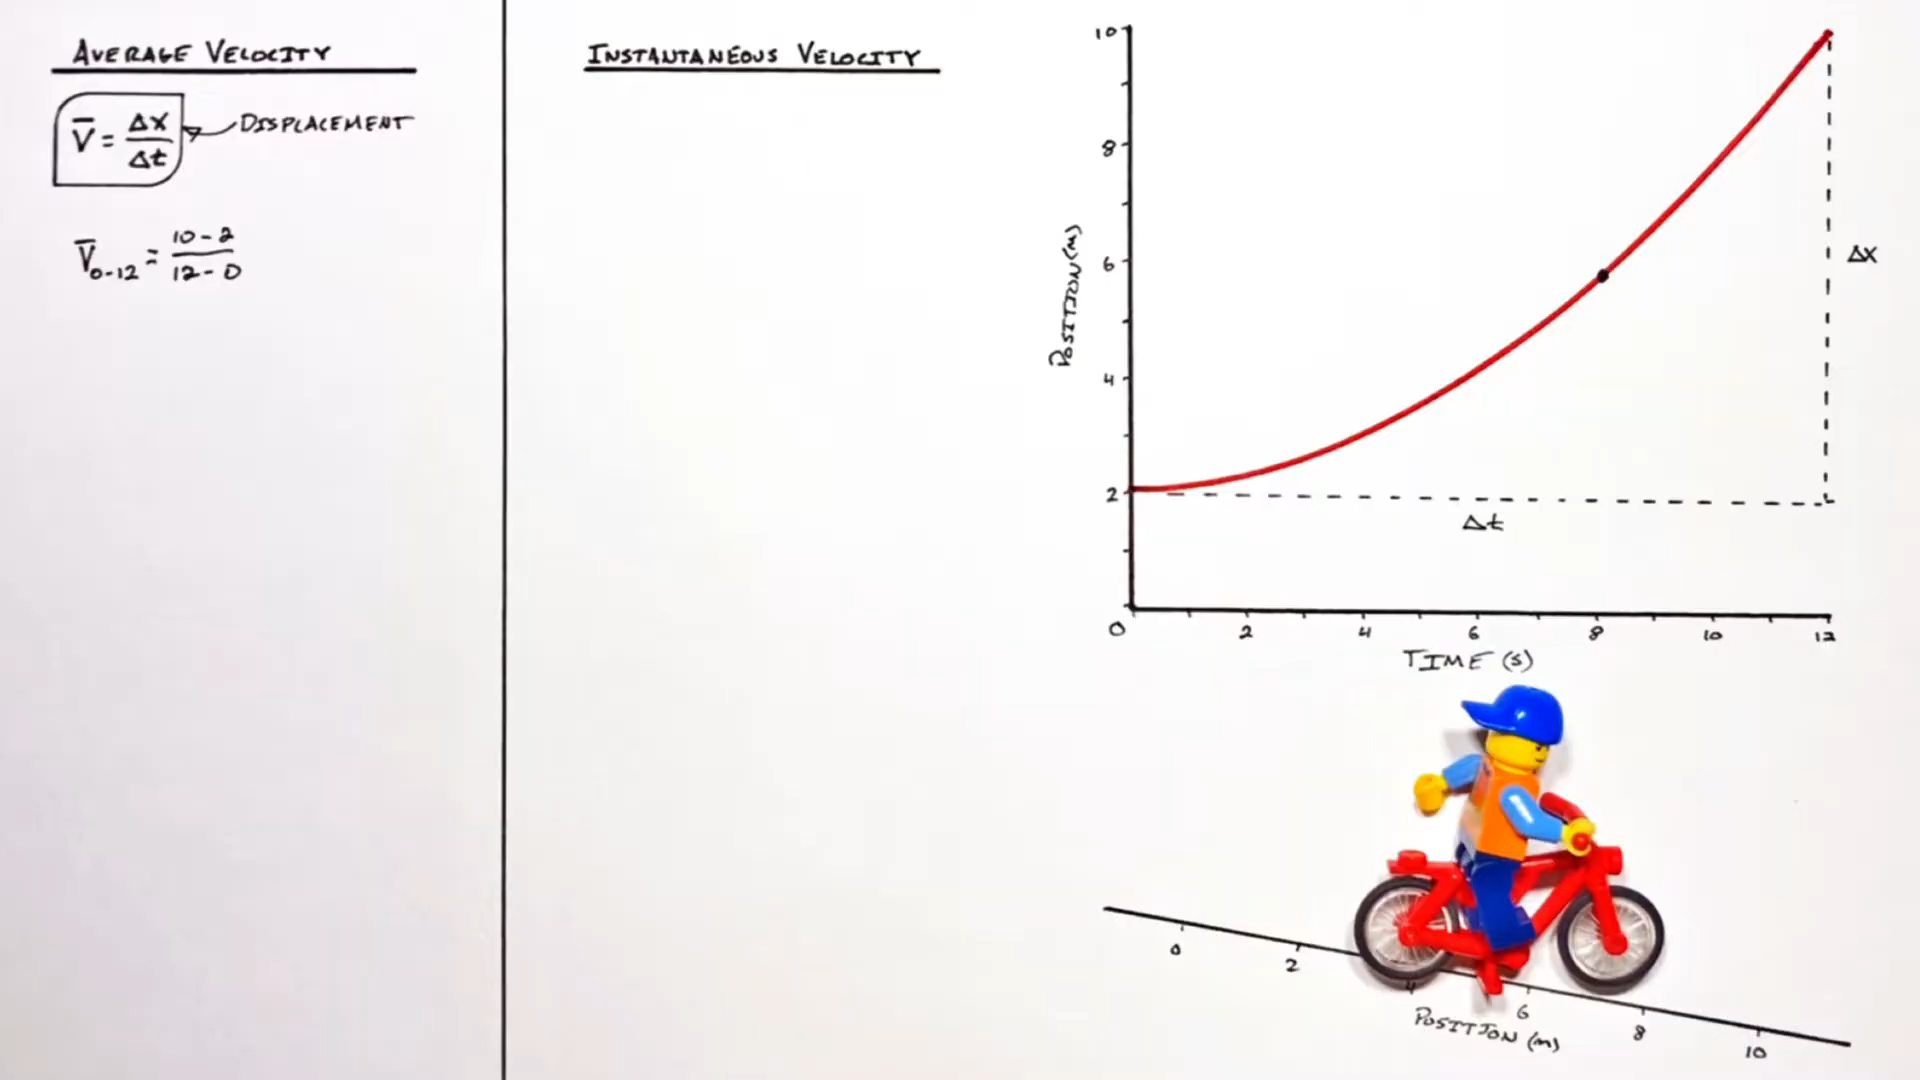 AVERAGE VELOCITY
V̄ = Δx/Δt
DISPLACEMENT
V̄0-12 = 10-2/12-0
INSTANTANEOUS VELOCITY
10
8
6
4
2
POSITION (m)
Δx
Δt
0 2 4 6 8 10 12
TIME (s)
0 2 4 6 8 10
POSITION (m)